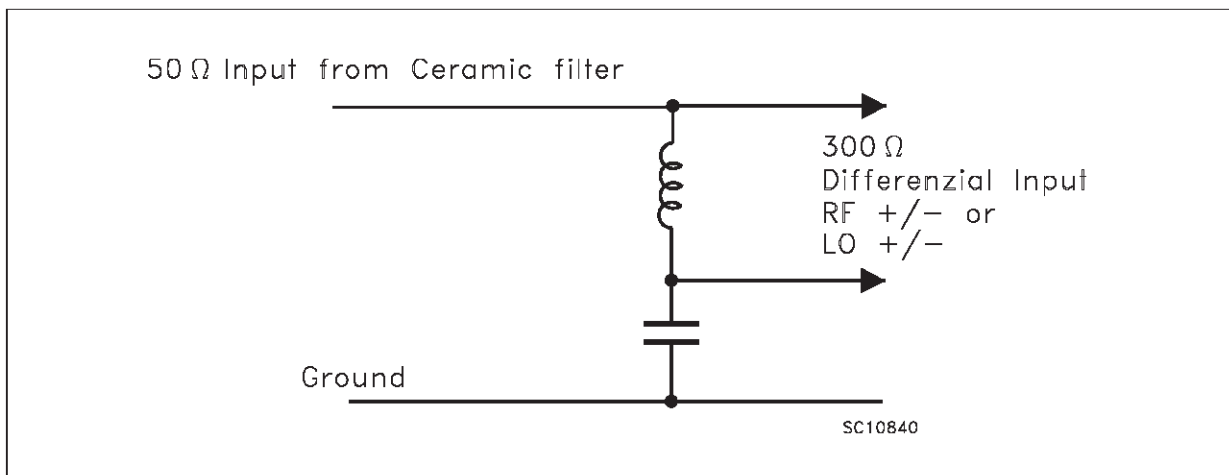 50 Ω Input from Ceramic filter
300 Ω
Differenzial Input
RF +/− or
LO +/−
Ground
SC10840